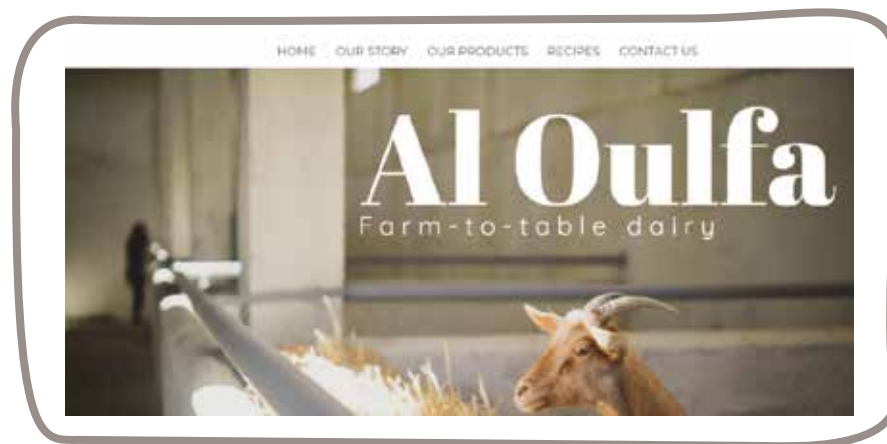 HOME OUR STORY OUR PRODUCTS RECIPES CONTACT US
Al Oulfa
Farm-to-table dairy